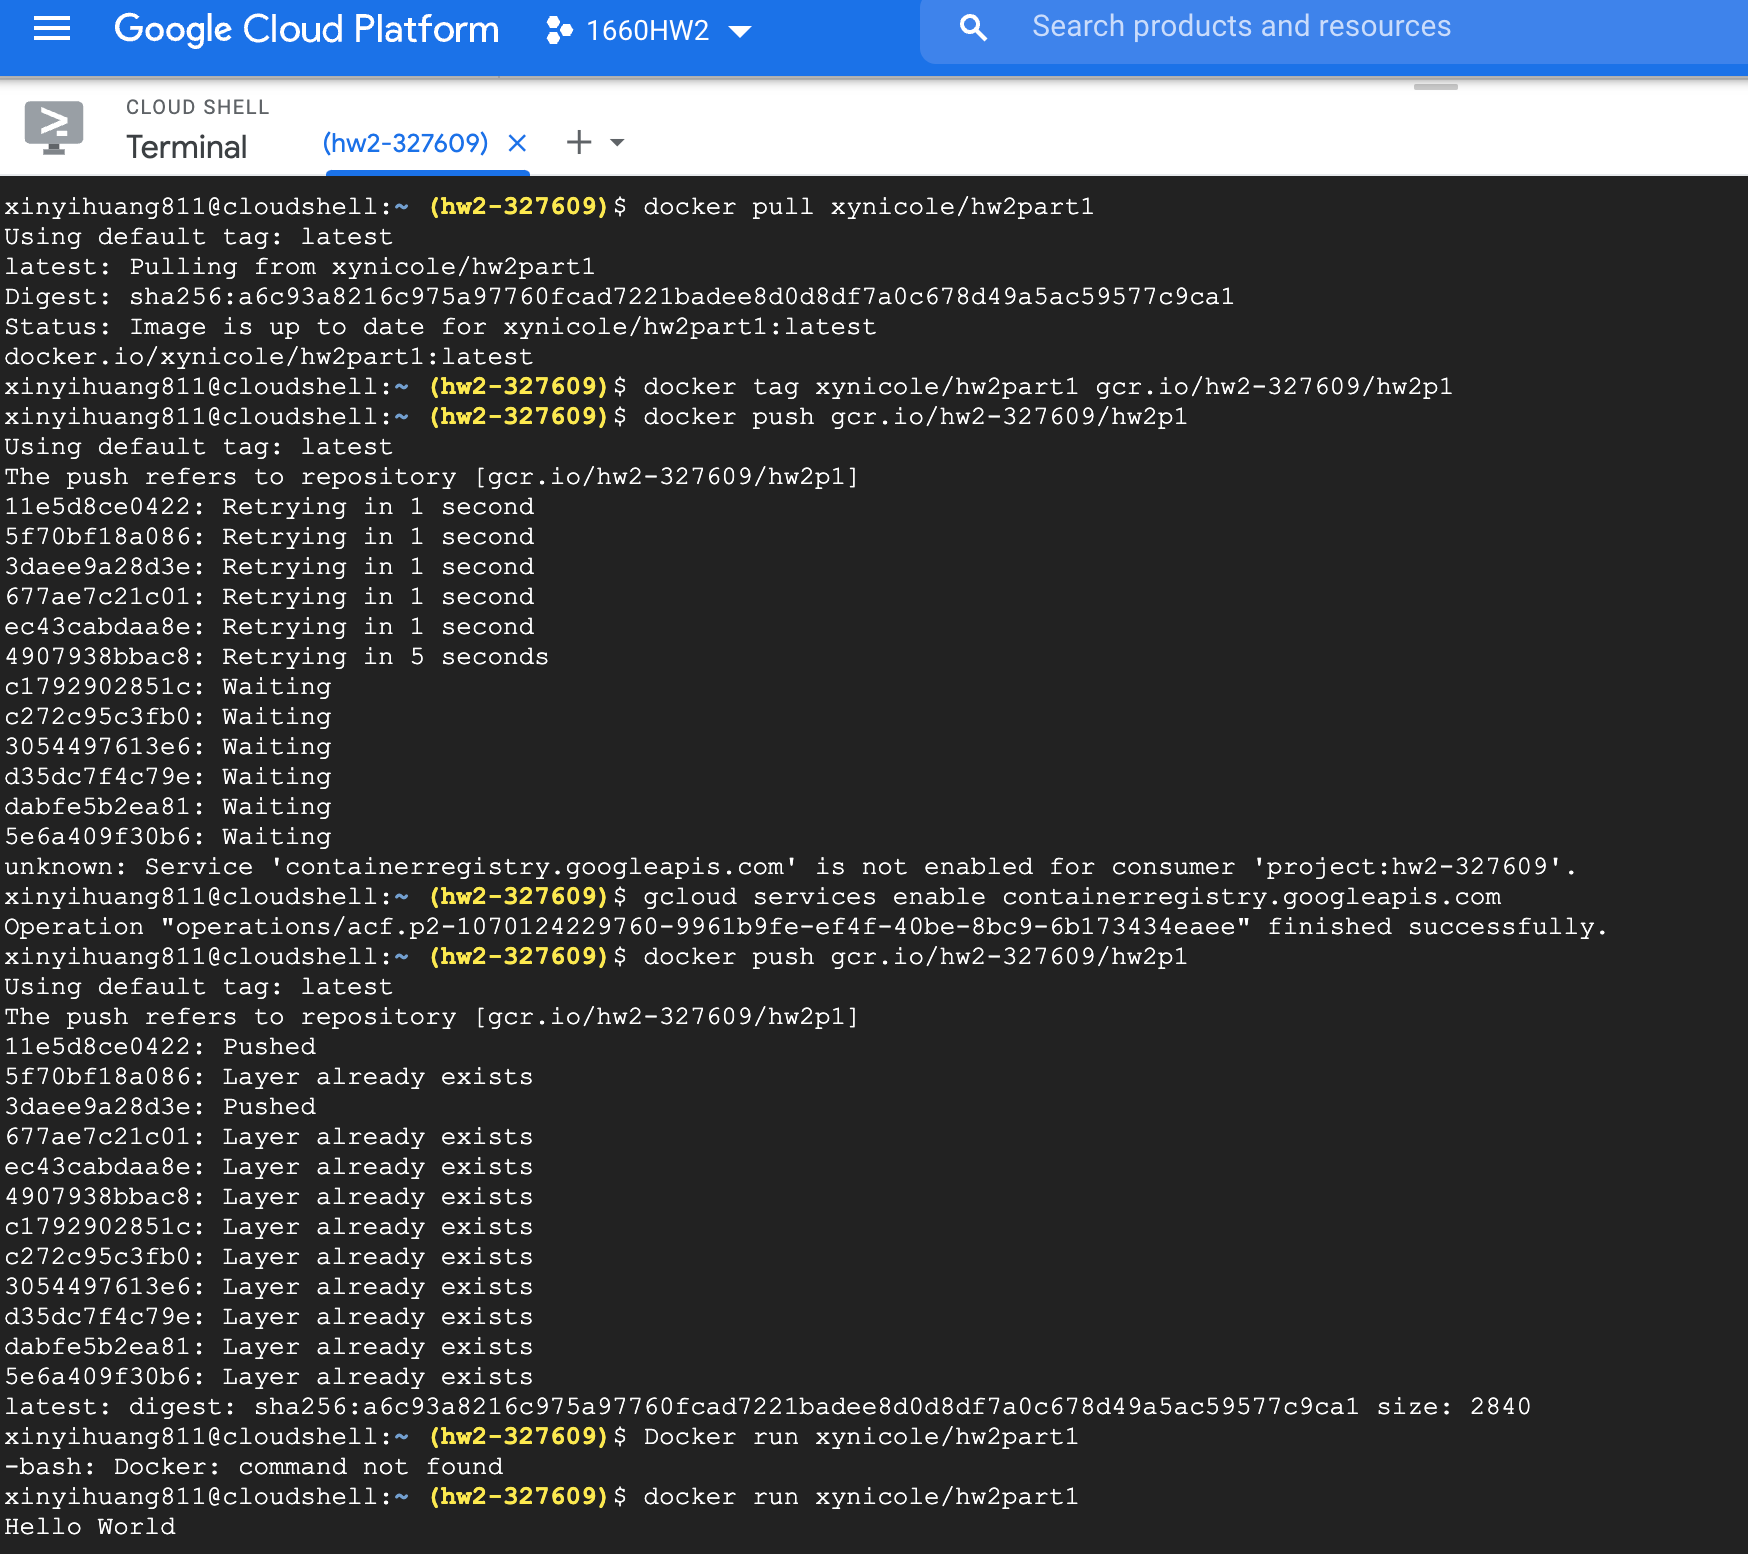 Google Cloud Platform 1660HW2 Search products and resources
CLOUD SHELL
Terminal (hw2-327609)
xinyihuang811@cloudshell:~ (hw2-327609)$ docker pull xynicole/hw2part1
Using default tag: latest
latest: Pulling from xynicole/hw2part1
Digest: sha256:a6c93a8216c975a97760fcad7221badee8d0d8df7a0c678d49a5ac59577c9ca1
Status: Image is up to date for xynicole/hw2part1:latest
docker.io/xynicole/hw2part1:latest
xinyihuang811@cloudshell:~ (hw2-327609)$ docker tag xynicole/hw2part1 gcr.io/hw2-327609/hw2p1
xinyihuang811@cloudshell:~ (hw2-327609)$ docker push gcr.io/hw2-327609/hw2p1
Using default tag: latest
The push refers to repository [gcr.io/hw2-327609/hw2p1]
11e5d8ce0422: Retrying in 1 second
5f70bf18a086: Retrying in 1 second
3daee9a28d3e: Retrying in 1 second
677ae7c21c01: Retrying in 1 second
ec43cabdaa8e: Retrying in 1 second
4907938bbac8: Retrying in 5 seconds
c1792902851c: Waiting
c272c95c3fb0: Waiting
3054497613e6: Waiting
d35dc7f4c79e: Waiting
dabfe5b2ea81: Waiting
5e6a409f30b6: Waiting
unknown: Service 'containerregistry.googleapis.com' is not enabled for consumer 'project:hw2-327609'.
xinyihuang811@cloudshell:~ (hw2-327609)$ gcloud services enable containerregistry.googleapis.com
Operation "operations/acf.p2-1070124229760-9961b9fe-ef4f-40be-8bc9-6b173434eaee" finished successfully.
xinyihuang811@cloudshell:~ (hw2-327609)$ docker push gcr.io/hw2-327609/hw2p1
Using default tag: latest
The push refers to repository [gcr.io/hw2-327609/hw2p1]
11e5d8ce0422: Pushed
5f70bf18a086: Layer already exists
3daee9a28d3e: Pushed
677ae7c21c01: Layer already exists
ec43cabdaa8e: Layer already exists
4907938bbac8: Layer already exists
c1792902851c: Layer already exists
c272c95c3fb0: Layer already exists
3054497613e6: Layer already exists
d35dc7f4c79e: Layer already exists
dabfe5b2ea81: Layer already exists
5e6a409f30b6: Layer already exists
latest: digest: sha256:a6c93a8216c975a97760fcad7221badee8d0d8df7a0c678d49a5ac59577c9ca1 size: 2840
xinyihuang811@cloudshell:~ (hw2-327609)$ Docker run xynicole/hw2part1
-bash: Docker: command not found
xinyihuang811@cloudshell:~ (hw2-327609)$ docker run xynicole/hw2part1
Hello World